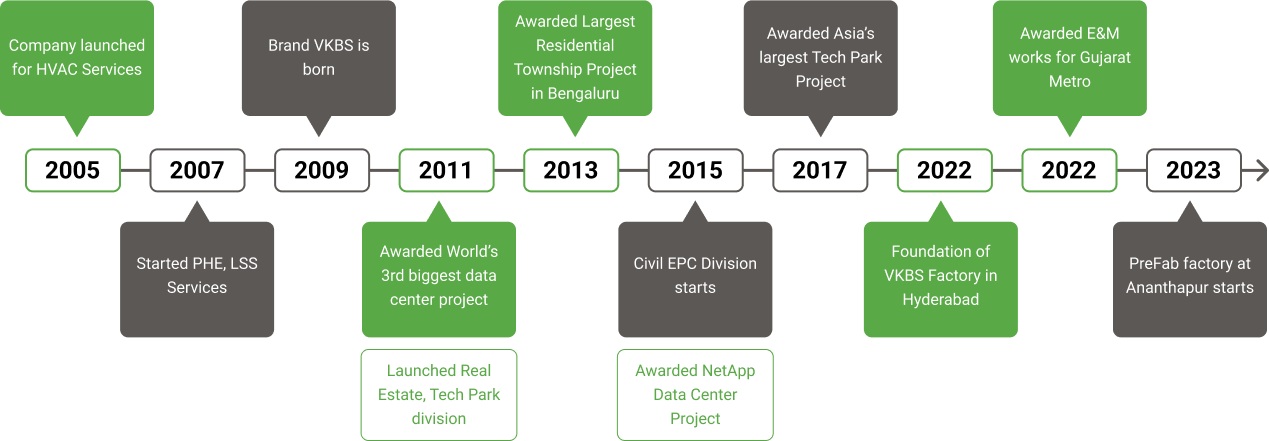 Company launched
for HVAC Services
Brand VKBS is
born
Awarded Largest
Residential
Township Project
in Bengaluru
Awarded Asia’s
largest Tech Park
Project
Awarded E&M
works for Gujarat
Metro
2005
2007
2009
2011
2013
2015
2017
2022
2022
2023
Started PHE, LSS
Services
Awarded World’s
3rd biggest data
center project
Civil EPC Division
starts
Foundation of
VKBS Factory in
Hyderabad
PreFab factory at
Ananthapur starts
Launched Real
Estate, Tech Park
division
Awarded NetApp
Data Center
Project